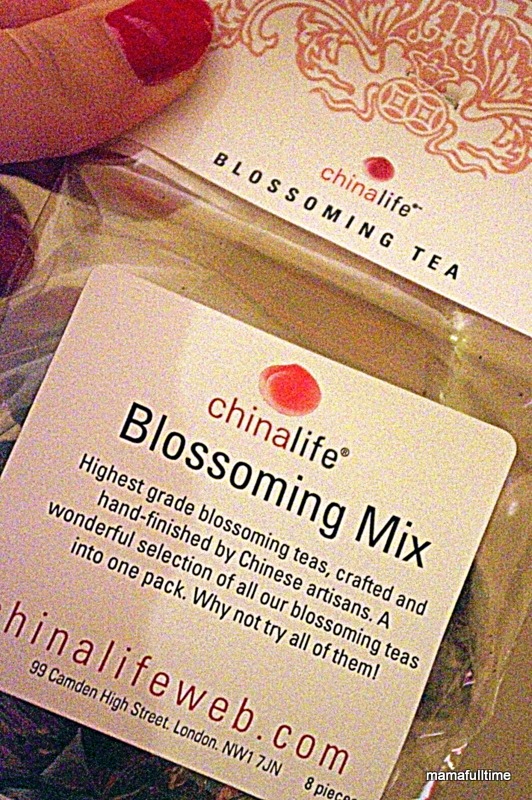 chinalife
BLOSSOMING TEA
chinalife®
Blossoming Mix
Highest grade blossoming teas, crafted and
hand-finished by Chinese artisans. A
wonderful selection of all our blossoming teas
into one pack. Why not try all of them!
chinalifeweb.com
99 Camden High Street. London. NW1 7JN
8 pieces
mamafulltime